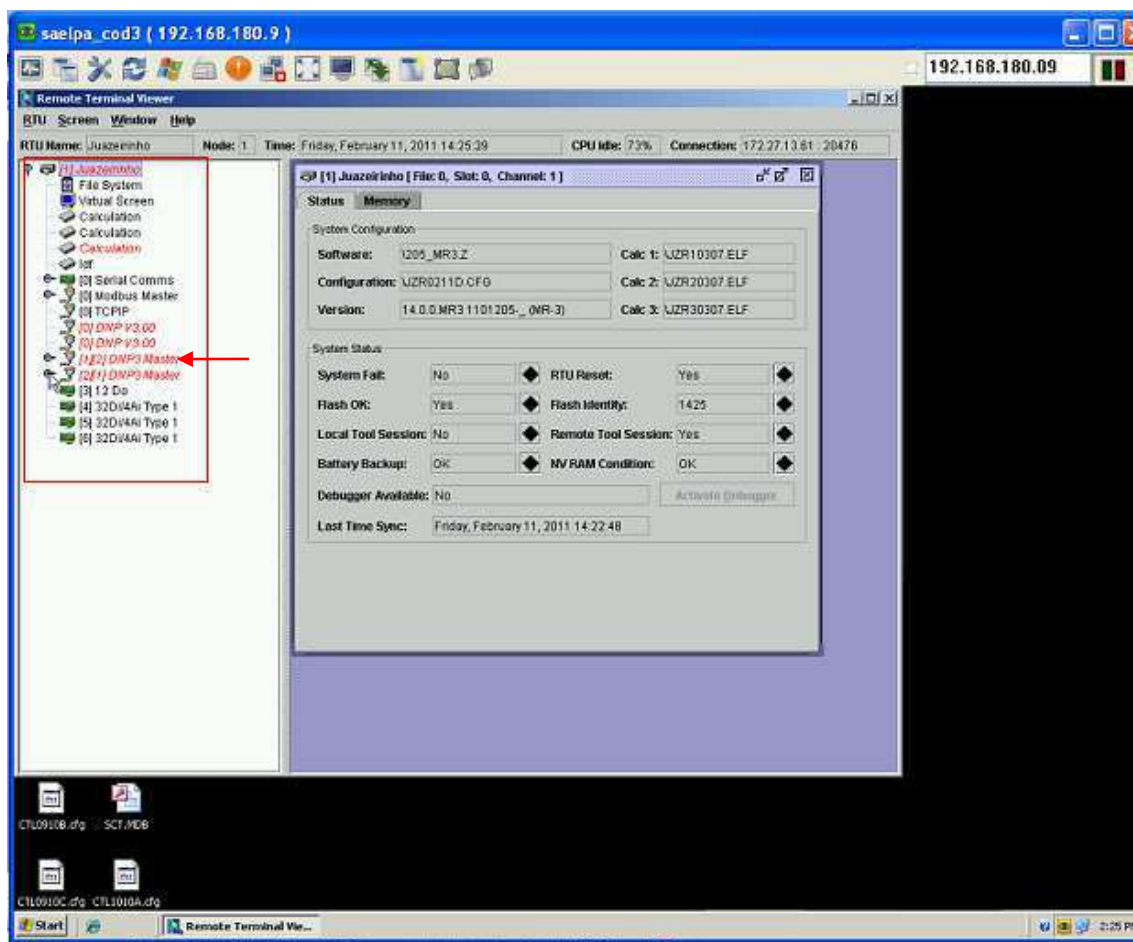 saelpa_cod3 ( 192.168.180.9 )
192.168.180.09
Remote Terminal Viewer
RTU Screen Window Help
RTU Name: Juazeirinho Node: 1 Time: Friday, February 11, 2011 14:25:39 CPU Idle: 73% Connection: 172.27.13.61 : 20476
[1] Juazeirinho
File System
Virtual Screen
Calculation
Calculation
Calculation
[0] Serial Comms
[0] Modbus Master
[0] TCPIP
[0] DNP V3.00
[0] DNP V3.00
[1][2] DNP3 Master
[2][1] DNP3 Master
[3] 12 Do
[4] 32Di/4Ai Type 1
[5] 32Di/4Ai Type 1
[6] 32Di/4Ai Type 1
[1] Juazeirinho [ File: 0, Slot: 0, Channel: 1 ]
Status Memory
System Configuration
Software: \205_MR3.Z Calc 1: \JZR10307.ELF
Configuration: \JZR0211D.CFG Calc 2: \JZR20307.ELF
Version: 14.0.0.MR3 1101205-_ (MR-3) Calc 3: \JZR30307.ELF
System Status
System Fail: No RTU Reset: Yes
Flash OK: Yes Flash Identity: 1425
Local Tool Session: No Remote Tool Session: Yes
Battery Backup: OK NV RAM Condition: OK
Debugger Available: No Activate Debugger
Last Time Sync: Friday, February 11, 2011 14:22:48
CTL0910B.cfg SCT.MDB
CTL0910C.cfg CTL1010A.cfg
Start Remote Terminal Vie... 2:25 P